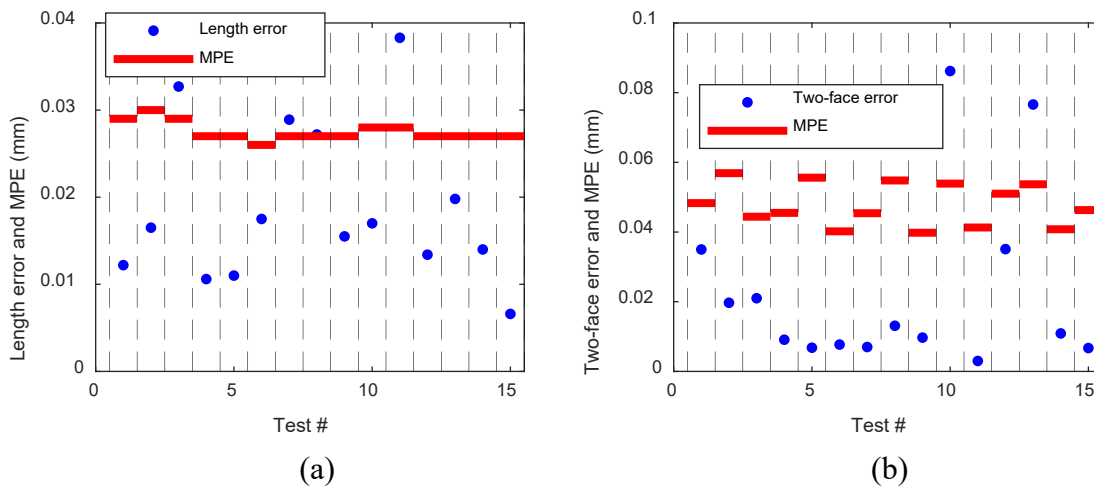 Length error and MPE (mm)
0.04
0.03
0.02
0.01
0
Length error
MPE
0 5 10 15
Test #
(a)
Two-face error and MPE (mm)
0.1
0.08
0.06
0.04
0.02
0
Two-face error
MPE
0 5 10 15
Test #
(b)